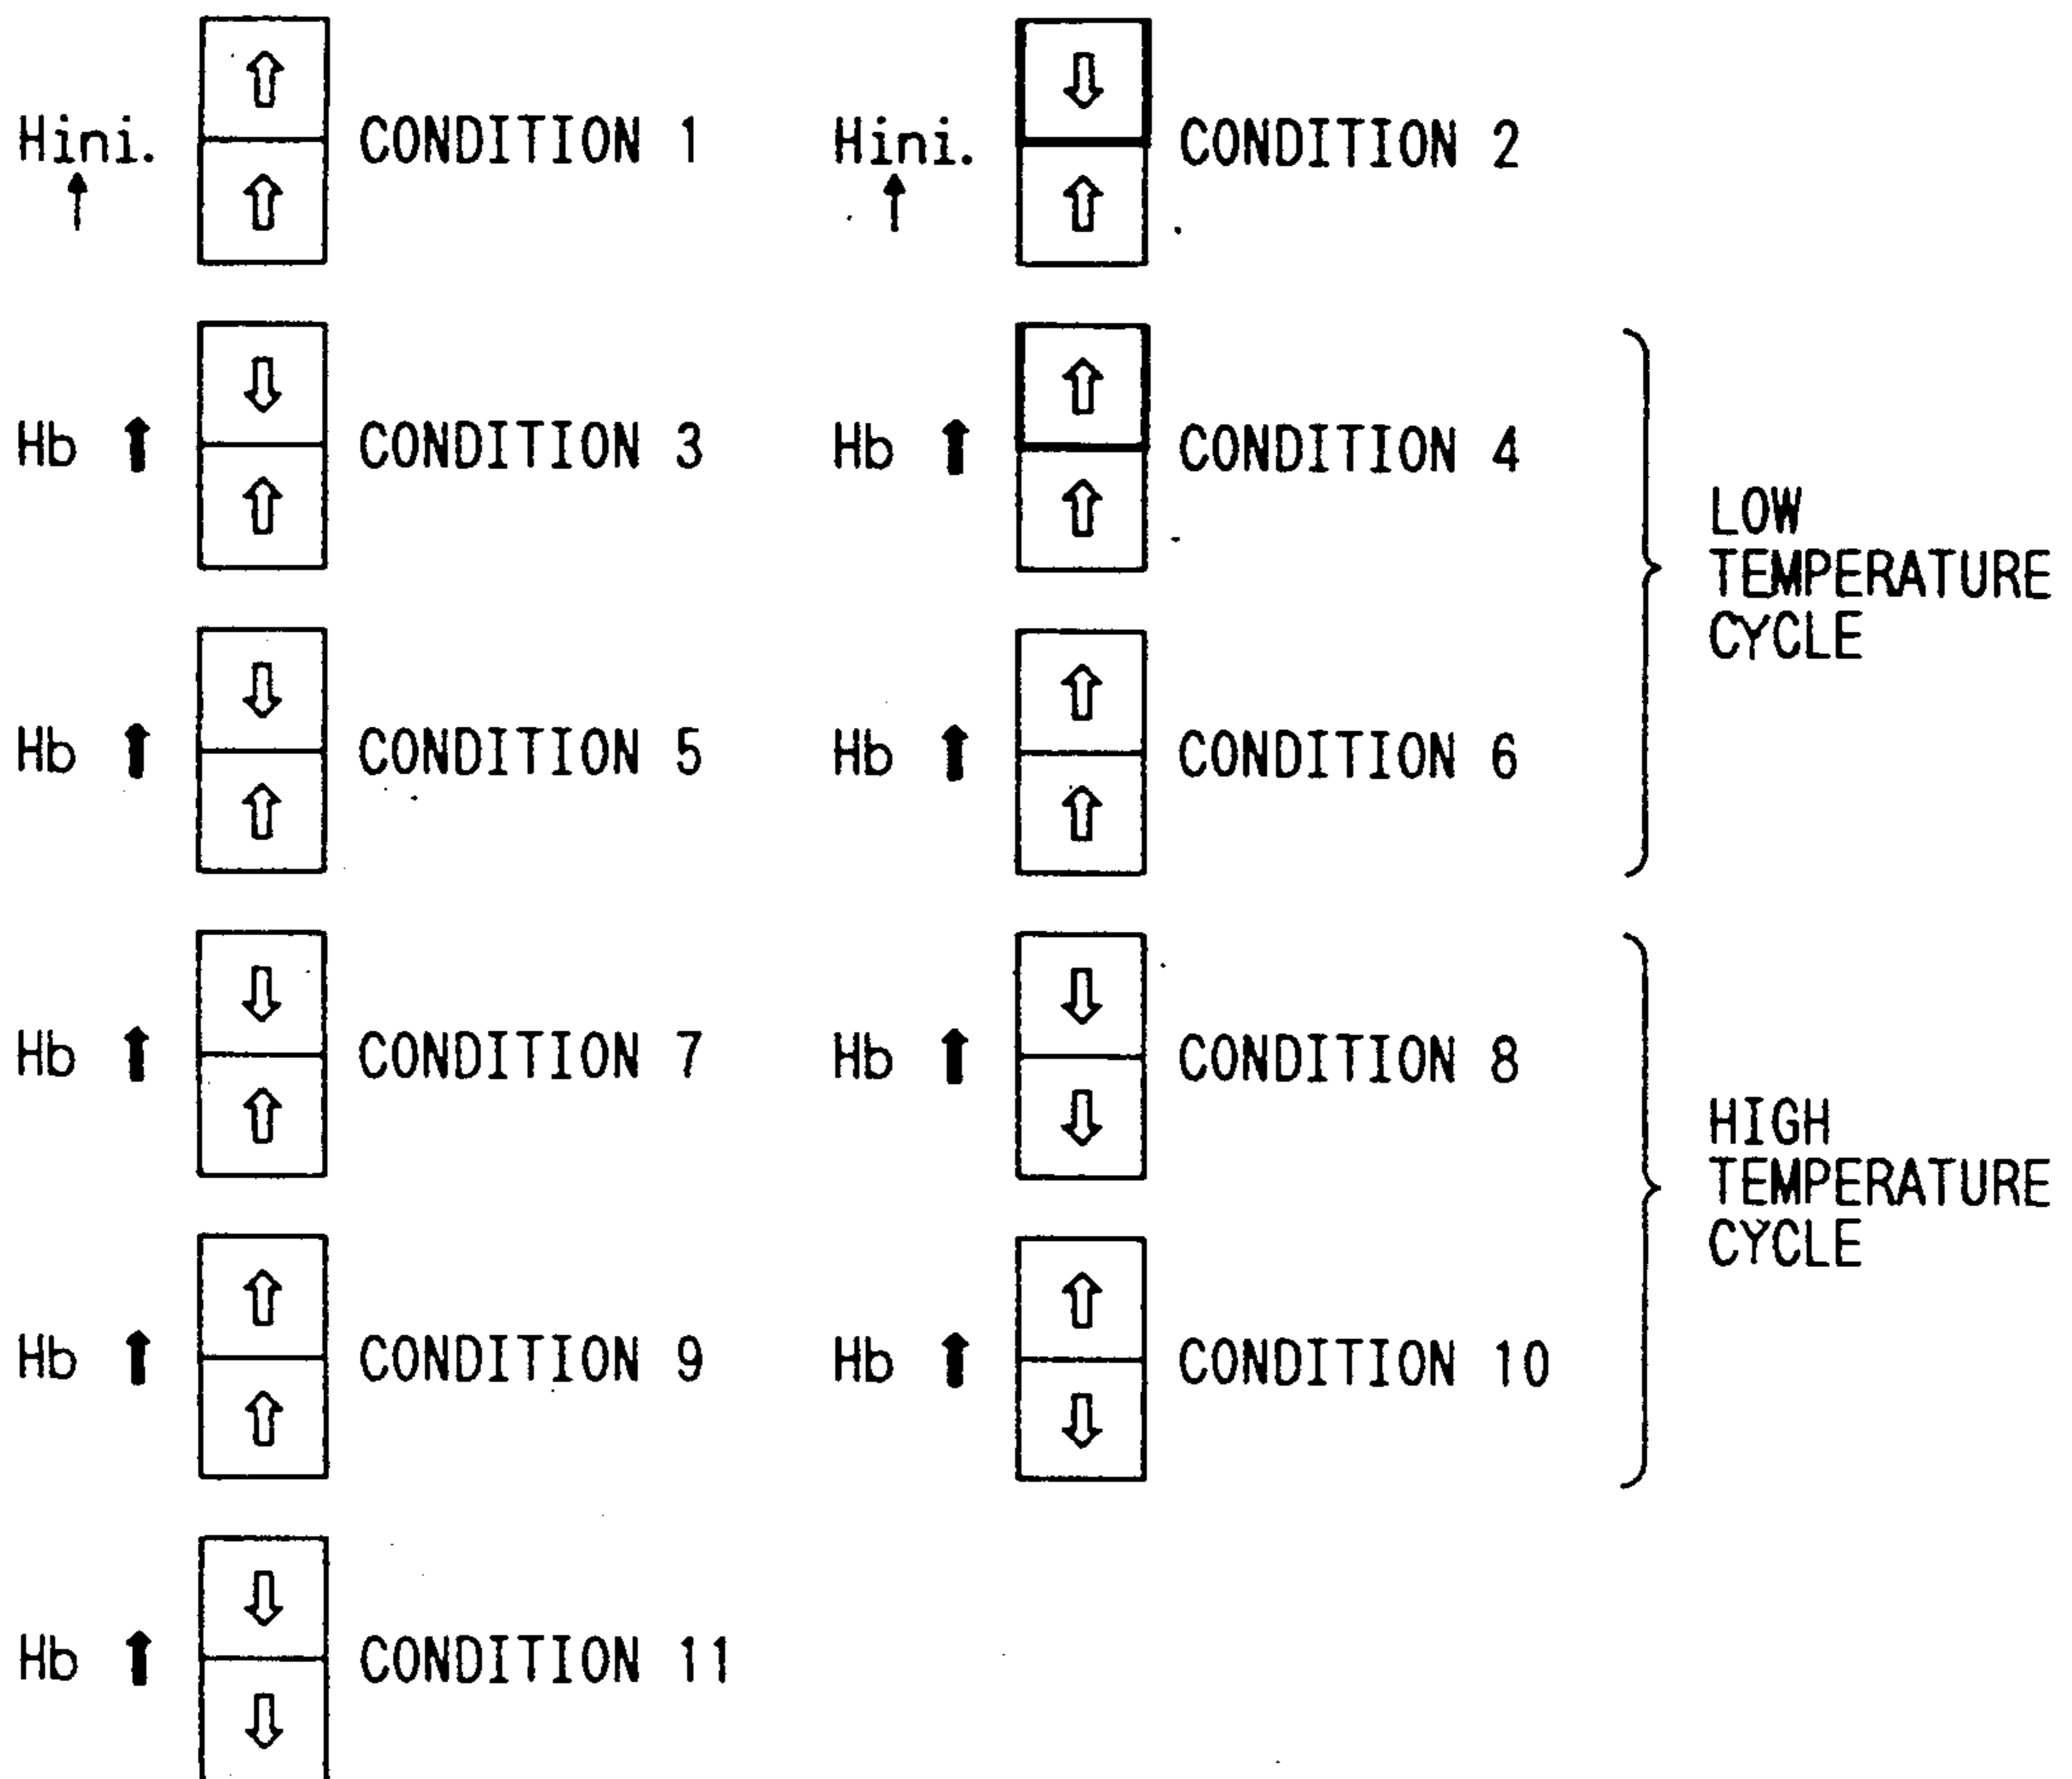 Hini.
CONDITION 1
Hini.
CONDITION 2
Hb
CONDITION 3
Hb
CONDITION 4
LOW
TEMPERATURE
CYCLE
Hb
CONDITION 5
Hb
CONDITION 6
Hb
CONDITION 7
Hb
CONDITION 8
HIGH
TEMPERATURE
CYCLE
Hb
CONDITION 9
Hb
CONDITION 10
Hb
CONDITION 11